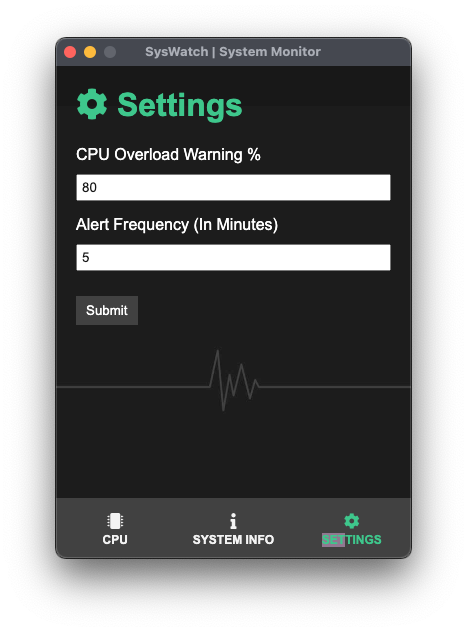 SysWatch | System Monitor
Settings
CPU Overload Warning %
80
Alert Frequency (In Minutes)
5
Submit
CPU
SYSTEM INFO
SETTINGS